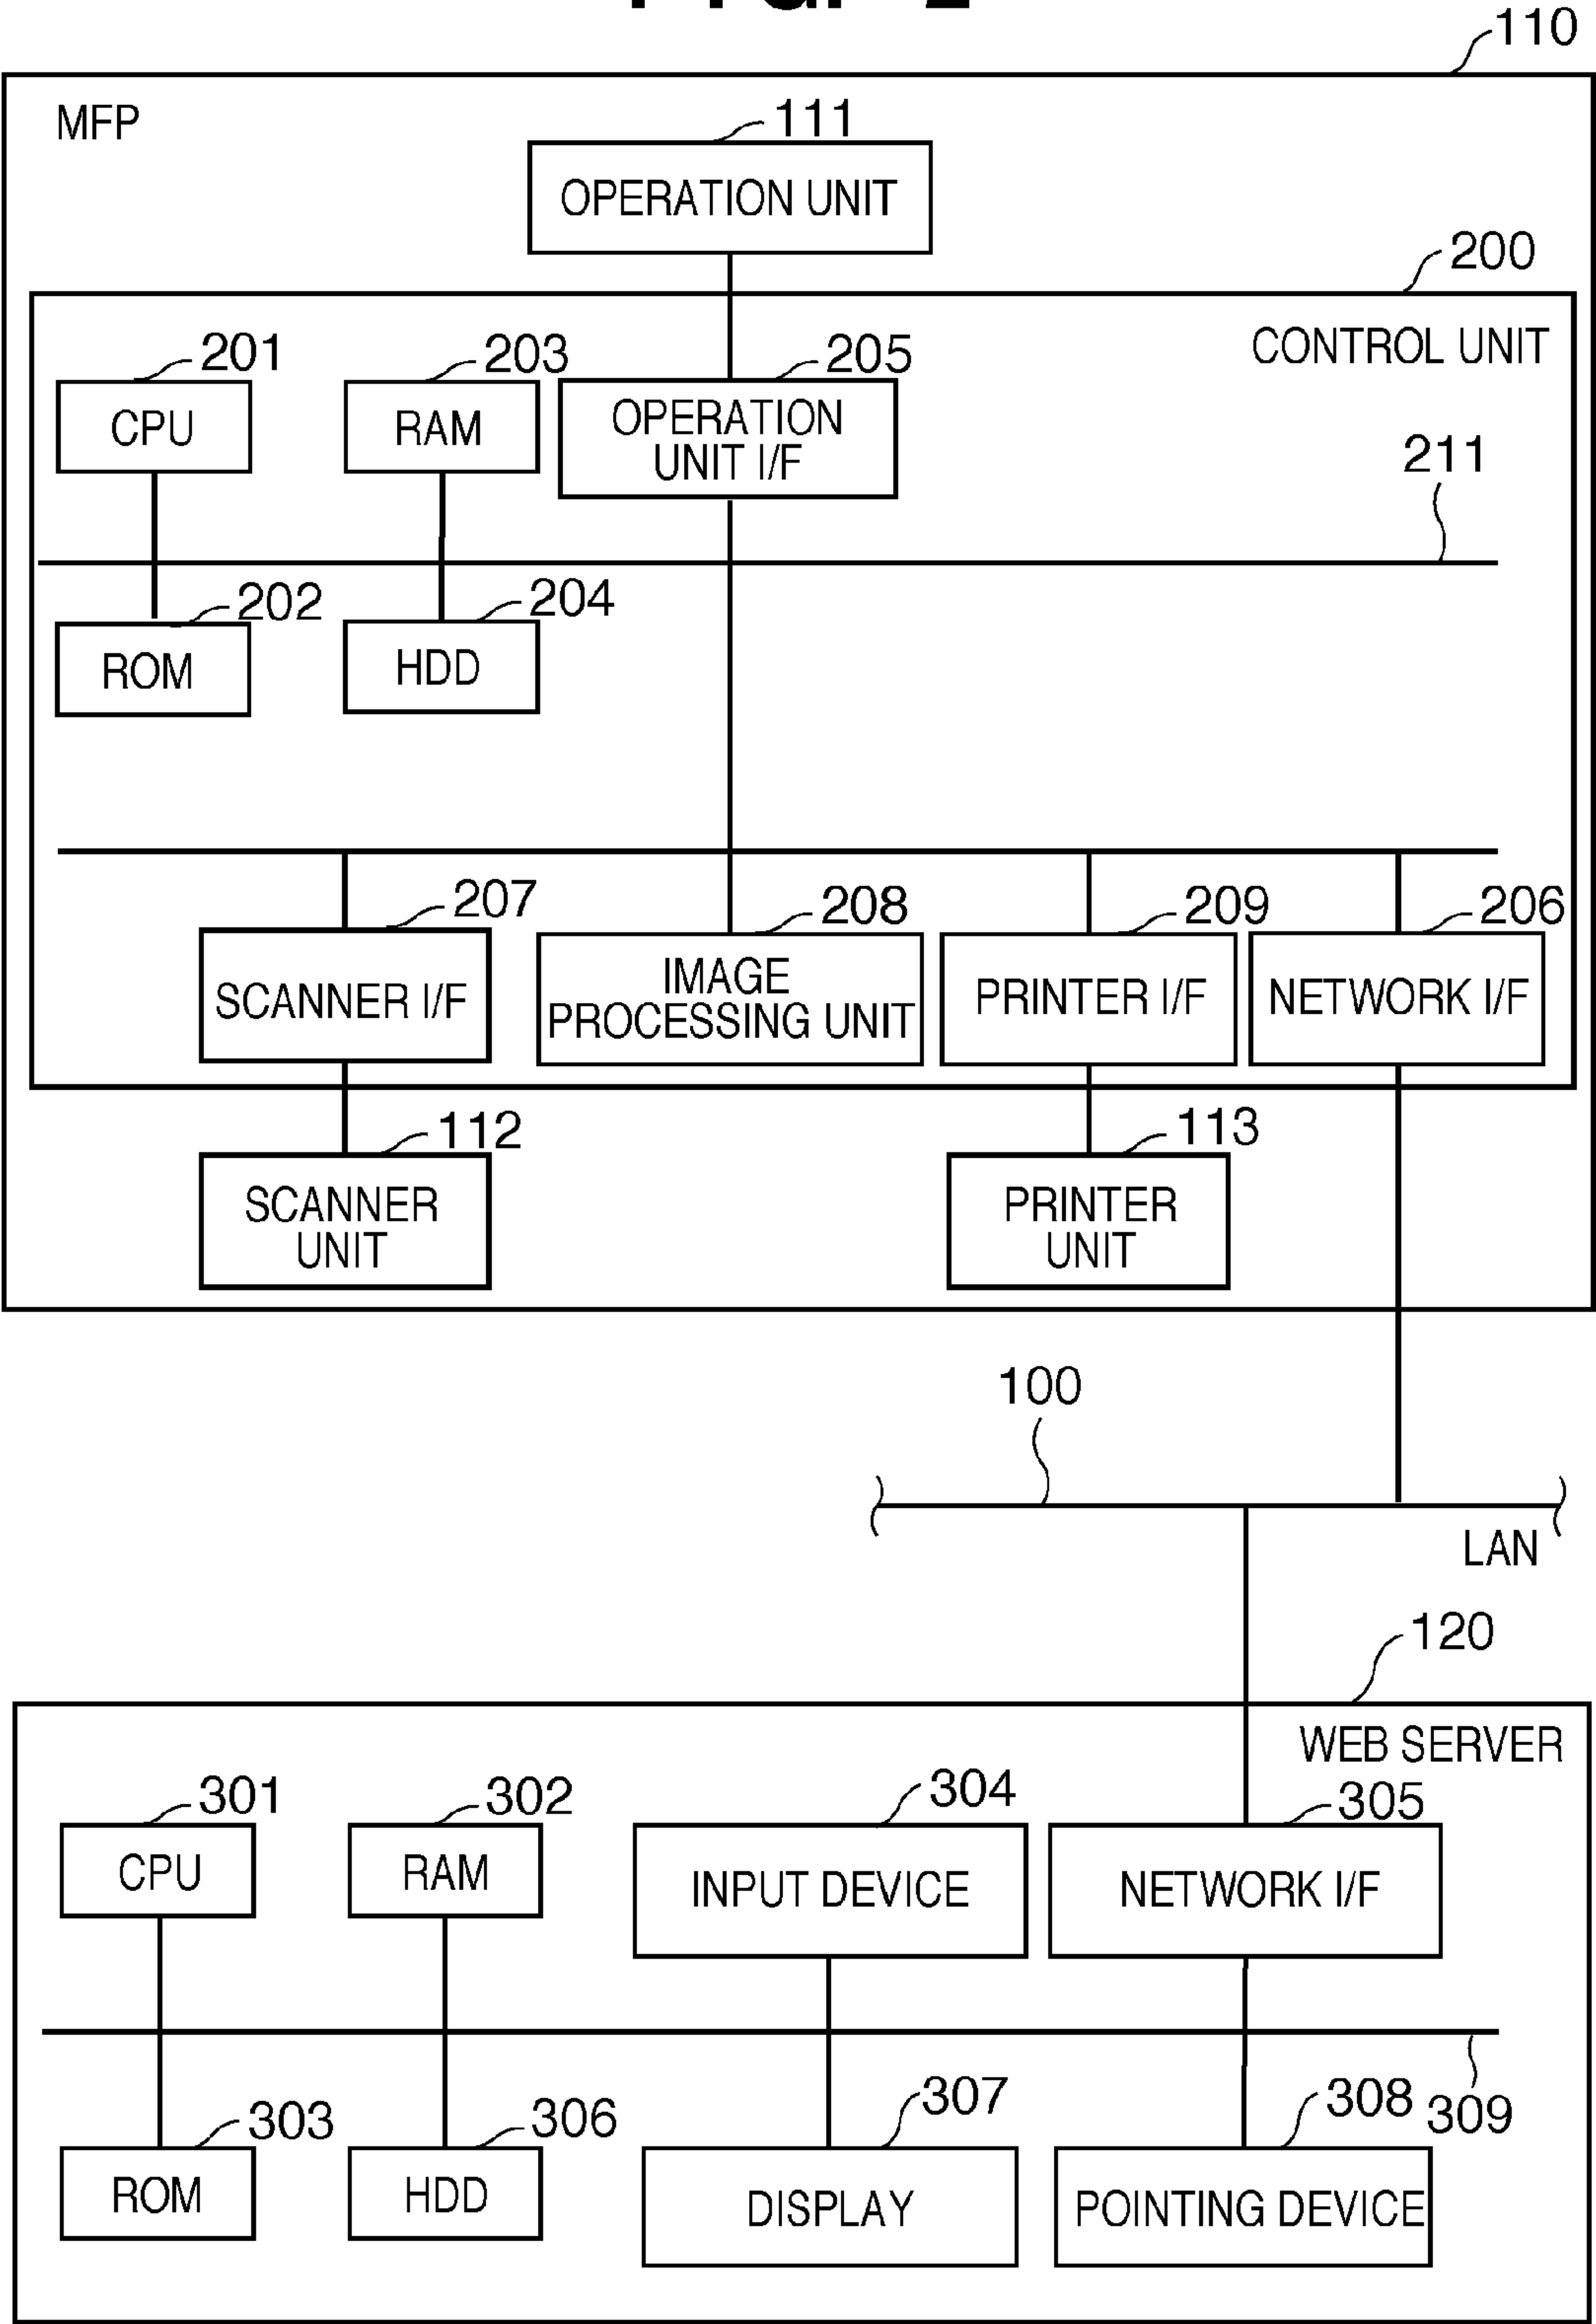 110
MFP
111
OPERATION UNIT
200
CONTROL UNIT
201
203
205
CPU
RAM
OPERATION
UNIT I/F
211
202
204
ROM
HDD
207
208
209
206
SCANNER I/F
IMAGE
PROCESSING UNIT
PRINTER I/F
NETWORK I/F
112
113
SCANNER
UNIT
PRINTER
UNIT
100
LAN
120
WEB SERVER
301
302
304
305
CPU
RAM
INPUT DEVICE
NETWORK I/F
303
306
307
308
309
ROM
HDD
DISPLAY
POINTING DEVICE